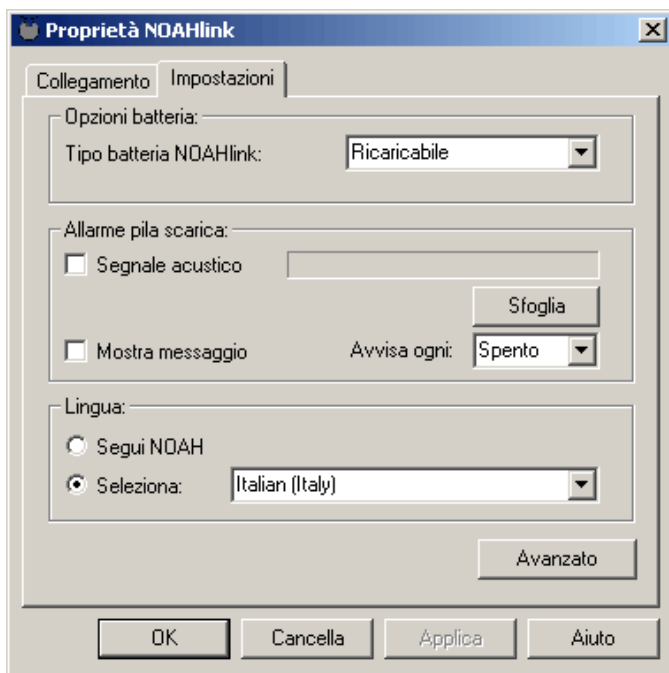 Proprietà NOAHlink
Collegamento Impostazioni
Opzioni batteria:
Tipo batteria NOAHlink: Ricaricabile
Allarme pila scarica:
Segnale acustico
Sfoglia
Mostra messaggio Avvisa ogni: Spento
Lingua:
Segui NOAH
Seleziona: Italian (Italy)
Avanzato
OK Cancella Applica Aiuto